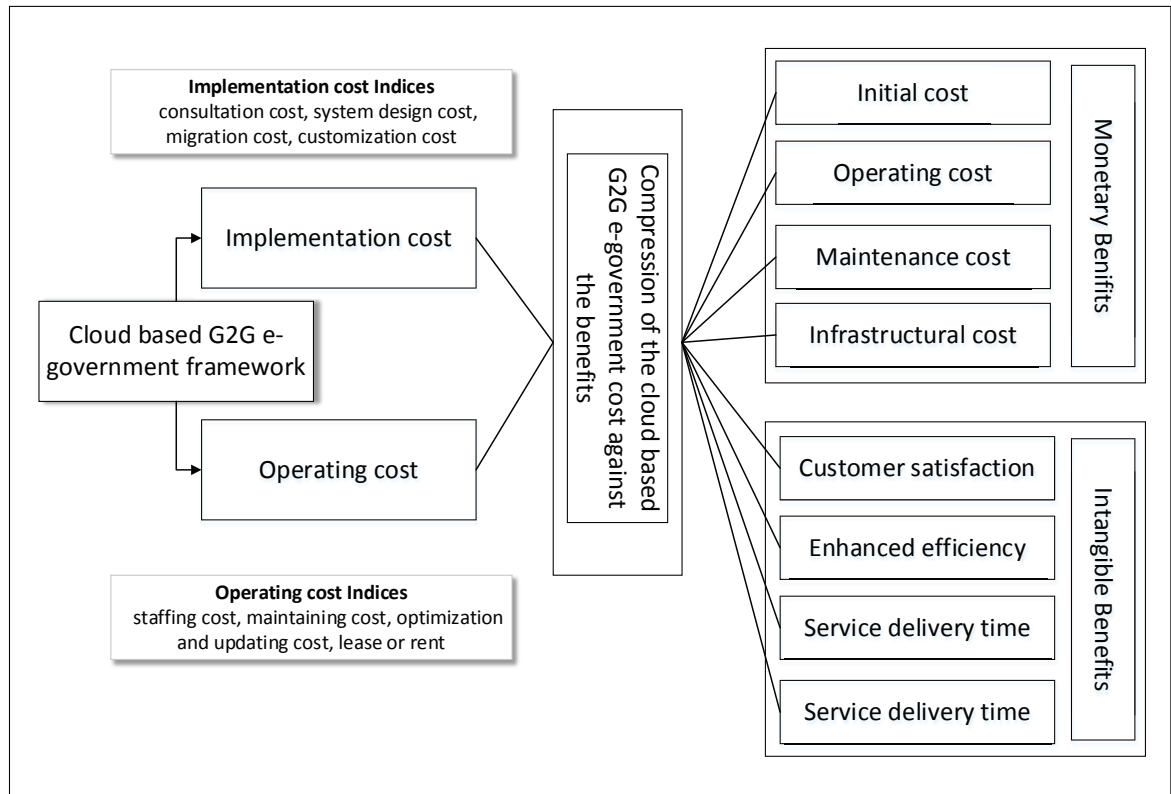 Implementation cost Indices
consultation cost, system design cost,
migration cost, customization cost
Implementation cost
Cloud based G2G e-
government framework
Operating cost
Operating cost Indices
staffing cost, maintaining cost, optimization
and updating cost, lease or rent
Compression of the cloud based
G2G e-government cost against
the benefits
Initial cost
Operating cost
Maintenance cost
Infrastructural cost
Monetary Benifits
Customer satisfaction
Enhanced efficiency
Service delivery time
Service delivery time
Intangible Benefits